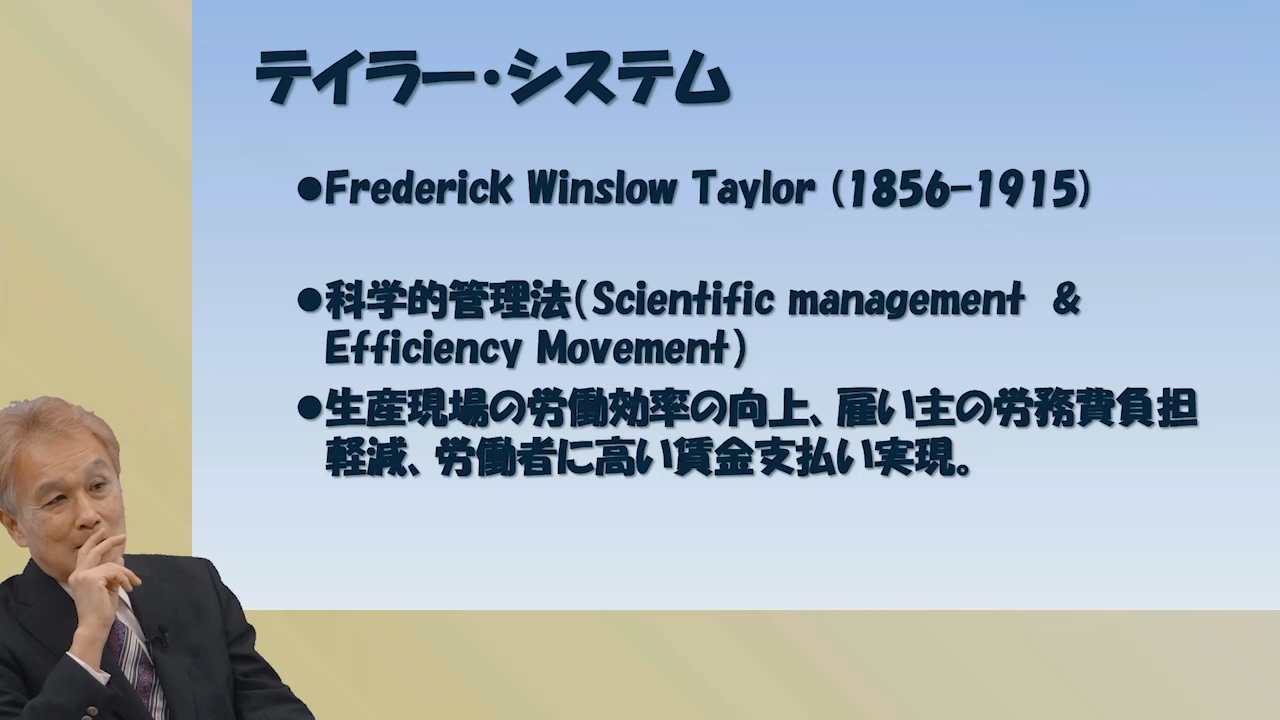 テイラー・システム
●Frederick Winslow Taylor (1856-1915)
●科学的管理法(Scientific management & 
Efficiency Movement)
●生産現場の労働効率の向上、雇い主の労務費負担
軽減、労働者に高い賃金支払い実現。